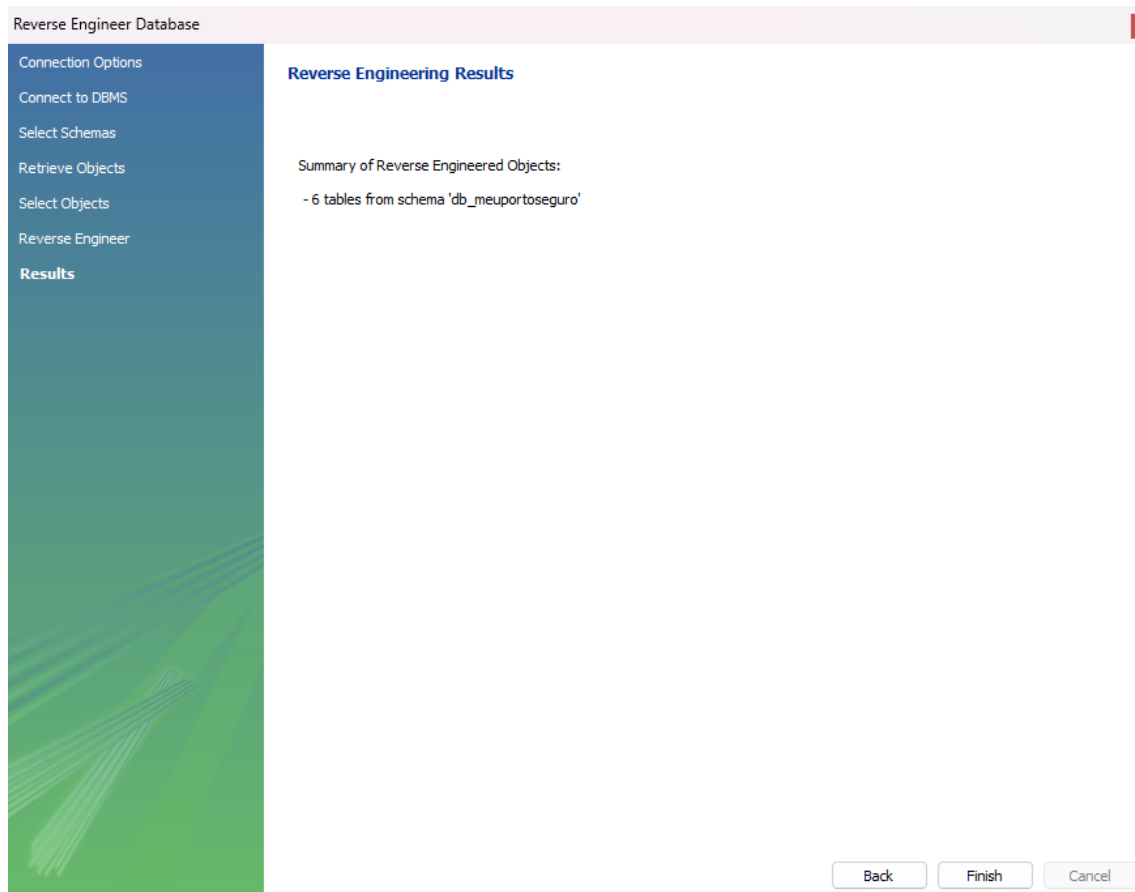 Reverse Engineer Database
Connection Options
Connect to DBMS
Select Schemas
Retrieve Objects
Select Objects
Reverse Engineer
Results
Reverse Engineering Results
Summary of Reverse Engineered Objects:
- 6 tables from schema 'db_meuportoseguro'
Back Finish Cancel